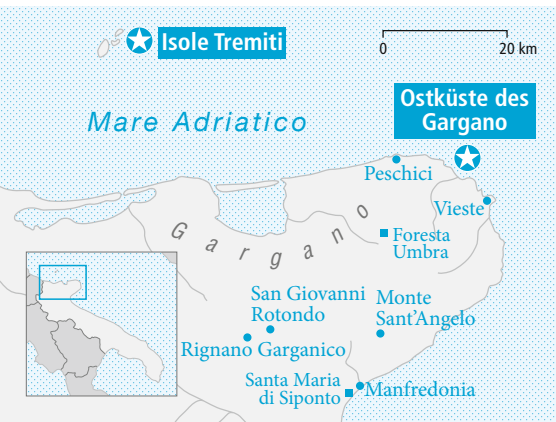 Isole Tremiti
0 20 km
Ostküste des
Gargano
Mare Adriatico
Peschici
Vieste
Gargano
Foresta
Umbra
San Giovanni
Rotondo
Monte
Sant'Angelo
Rignano Garganico
Santa Maria
di Siponto
Manfredonia